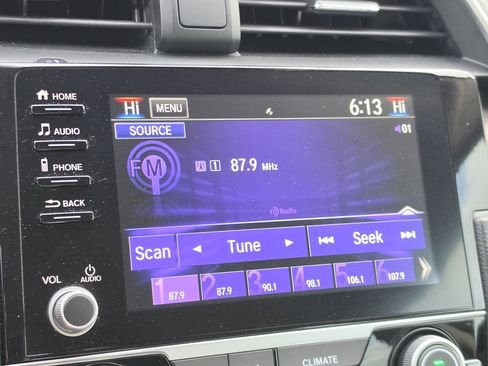 HOME
AUDIO
PHONE
BACK
VOL
AUDIO
Hi MENU 6:13 Hi
SOURCE 01
FM 1 87.9 MHz
HD Radio
Scan Tune Seek
1 87.9 2 87.9 3 90.1 4 98.1 5 106.1 6 107.9
CLIMATE